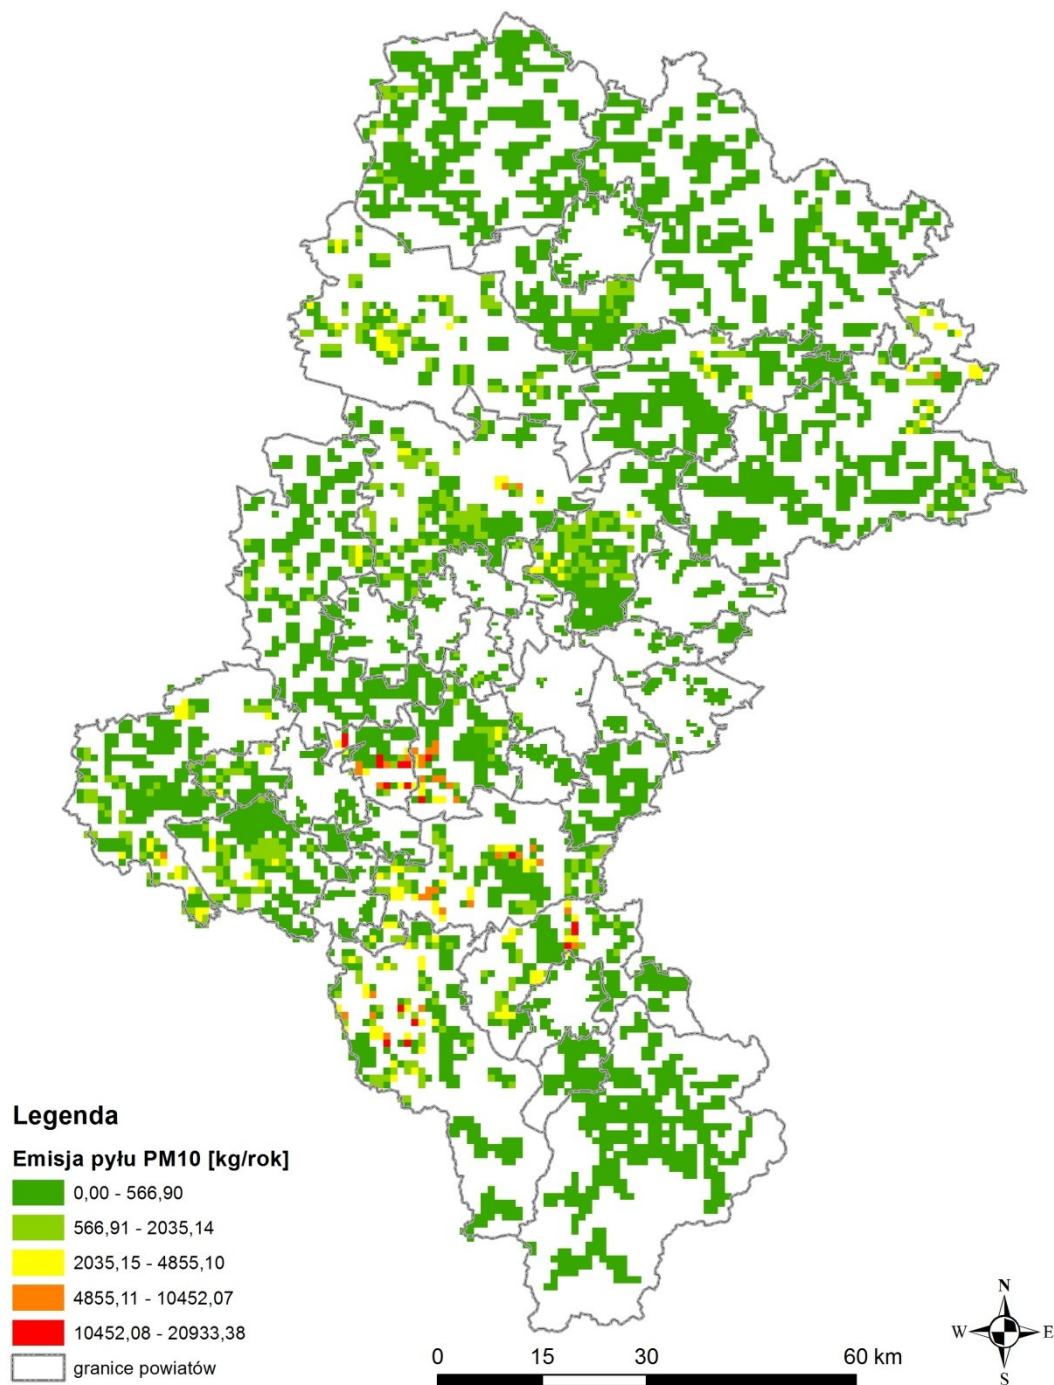 Legenda
Emisja pyłu PM10 [kg/rok]
0,00 - 566,90
566,91 - 2035,14
2035,15 - 4855,10
4855,11 - 10452,07
10452,08 - 20933,38
granice powiatów
0 15 30 60 km
N
W E
S